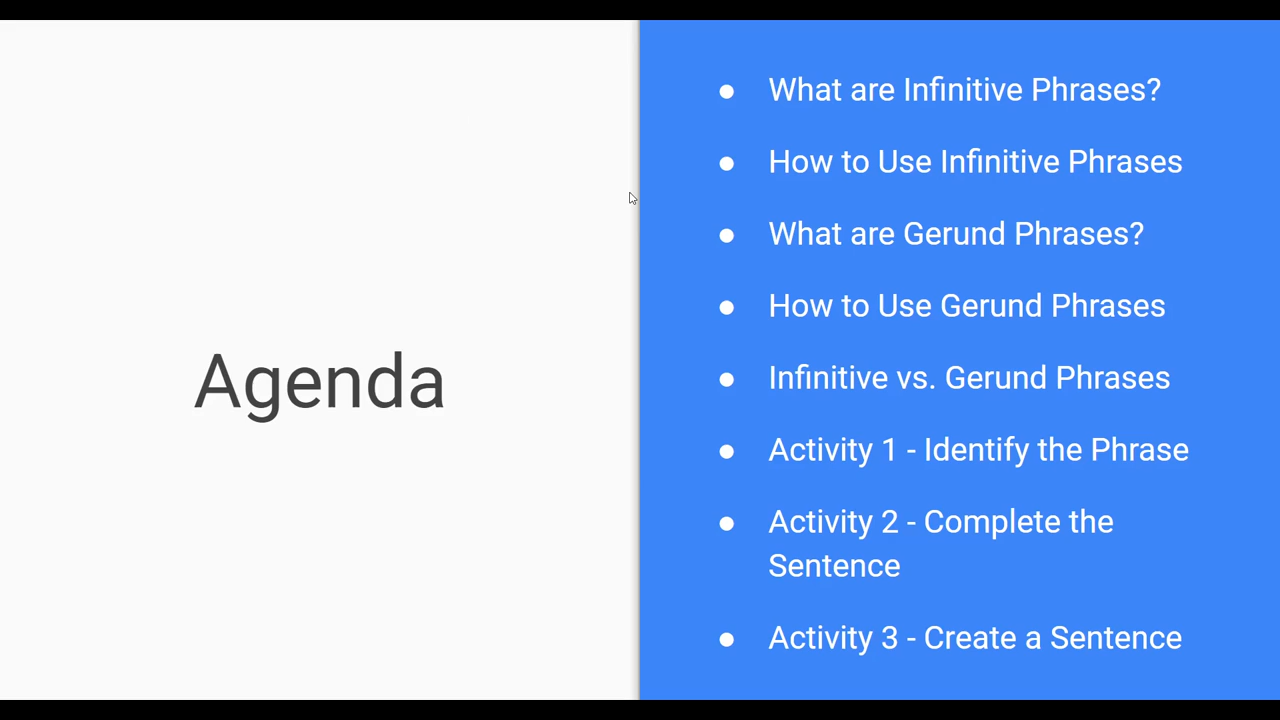 Agenda
● What are Infinitive Phrases?
● How to Use Infinitive Phrases
● What are Gerund Phrases?
● How to Use Gerund Phrases
● Infinitive vs. Gerund Phrases
● Activity 1 - Identify the Phrase
● Activity 2 - Complete the
Sentence
● Activity 3 - Create a Sentence